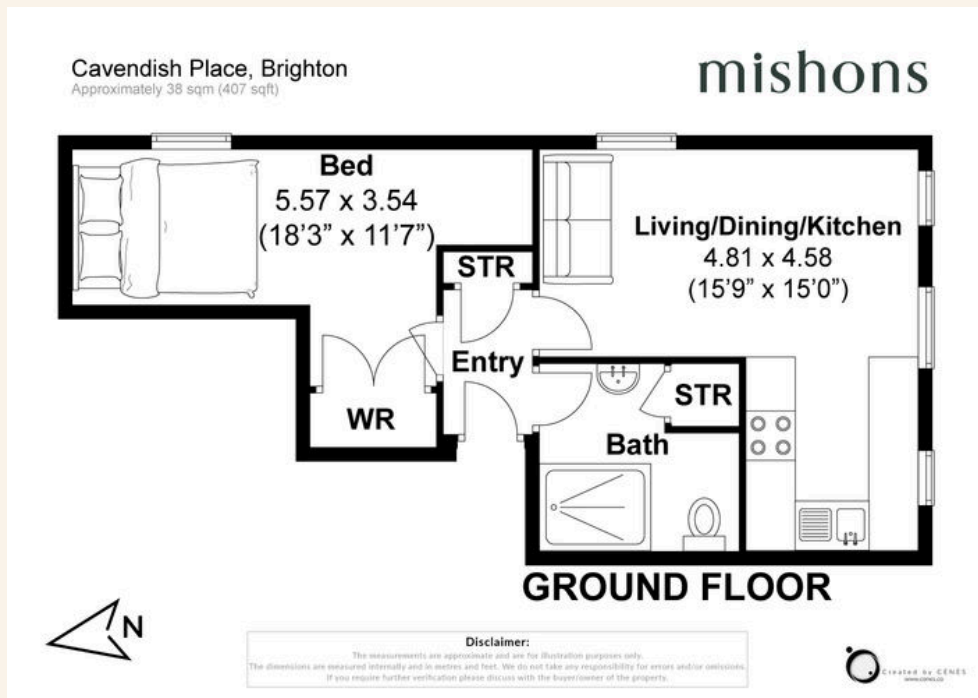 Cavendish Place, Brighton
Approximately 38 sqm (407 sqft)
mishons
Bed
5.57 x 3.54
(18’3” x 11’7”)
STR
Living/Dining/Kitchen
4.81 x 4.58
(15’9” x 15’0”)
Entry
WR
STR
Bath
GROUND FLOOR
N
Disclaimer:
The measurements are approximate and are for illustration purposes only.
The dimensions are measured internally and in metres and feet. We do not take any responsibility for errors and/or omissions.
If you require further verification please discuss with the buyer/owner of the property.
Created by CENES
www.cenes.co